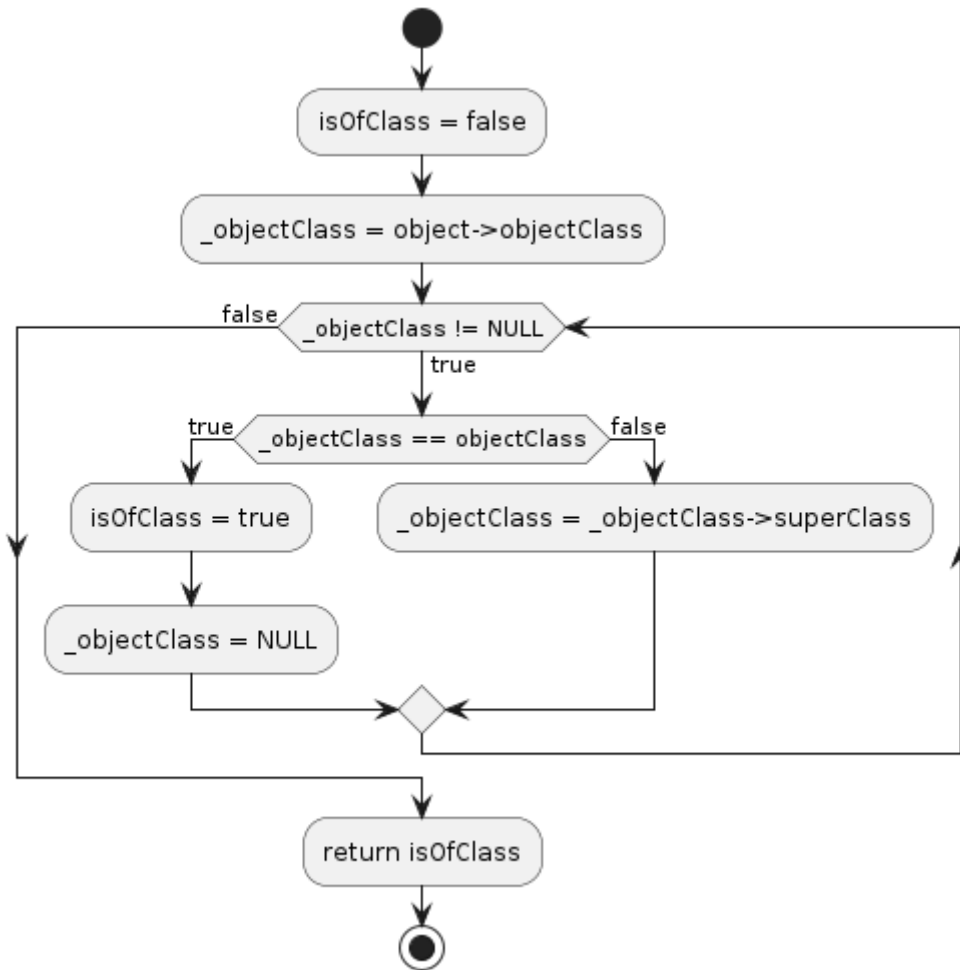 isOfClass = false
_objectClass = object->objectClass
false
_objectClass != NULL
true
true
_objectClass == objectClass
false
isOfClass = true
_objectClass = _objectClass->superClass
_objectClass = NULL
return isOfClass